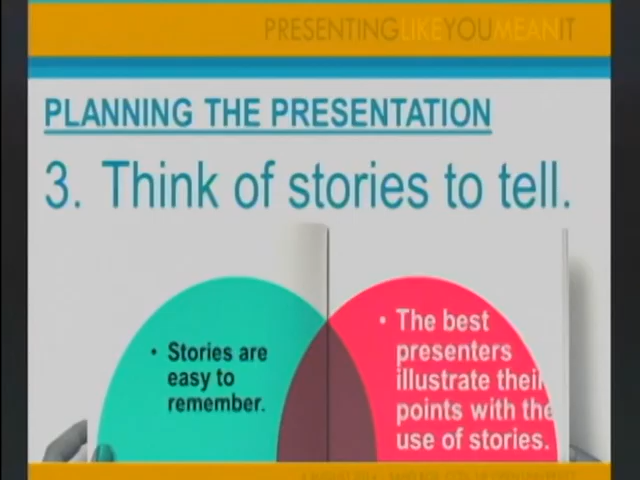 PRESENTINGLIKEYOUMEANIT
PLANNING THE PRESENTATION
3. Think of stories to tell.
• Stories are
easy to
remember.
• The best
presenters
illustrate their
points with the
use of stories.